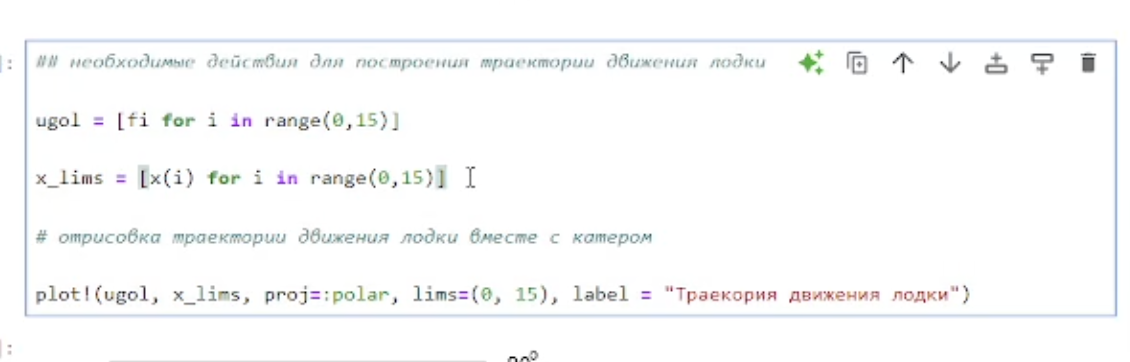 ]:
## необходимые действия для построения траектории движения лодки
ugol = [fi for i in range(0,15)]
x_lims = [x(i) for i in range(0,15)]
# отрисовка траектории движения лодки вместе с катером
plot!(ugol, x_lims, proj=:polar, lims=(0, 15), label = "Траекория движения лодки")
]: